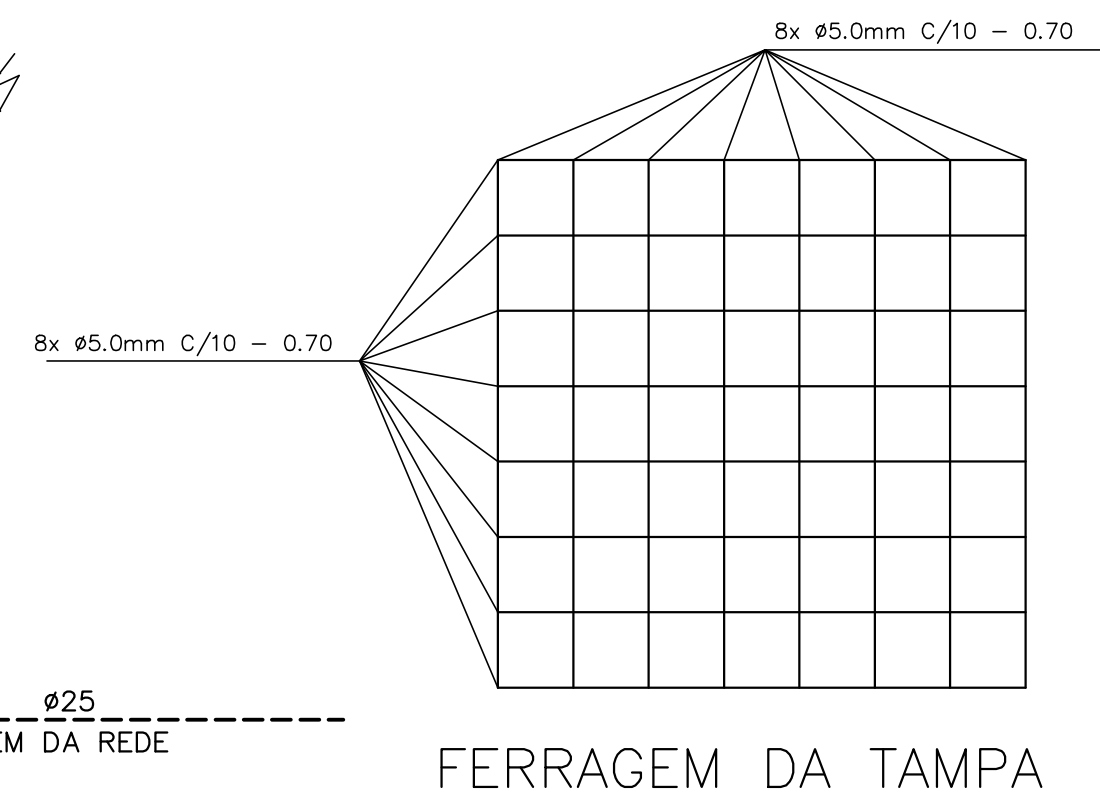 8x ø5.0mm C/10 – 0.70
8x ø5.0mm C/10 – 0.70
ø25
DA REDE
FERRAGEM DA TAMPA